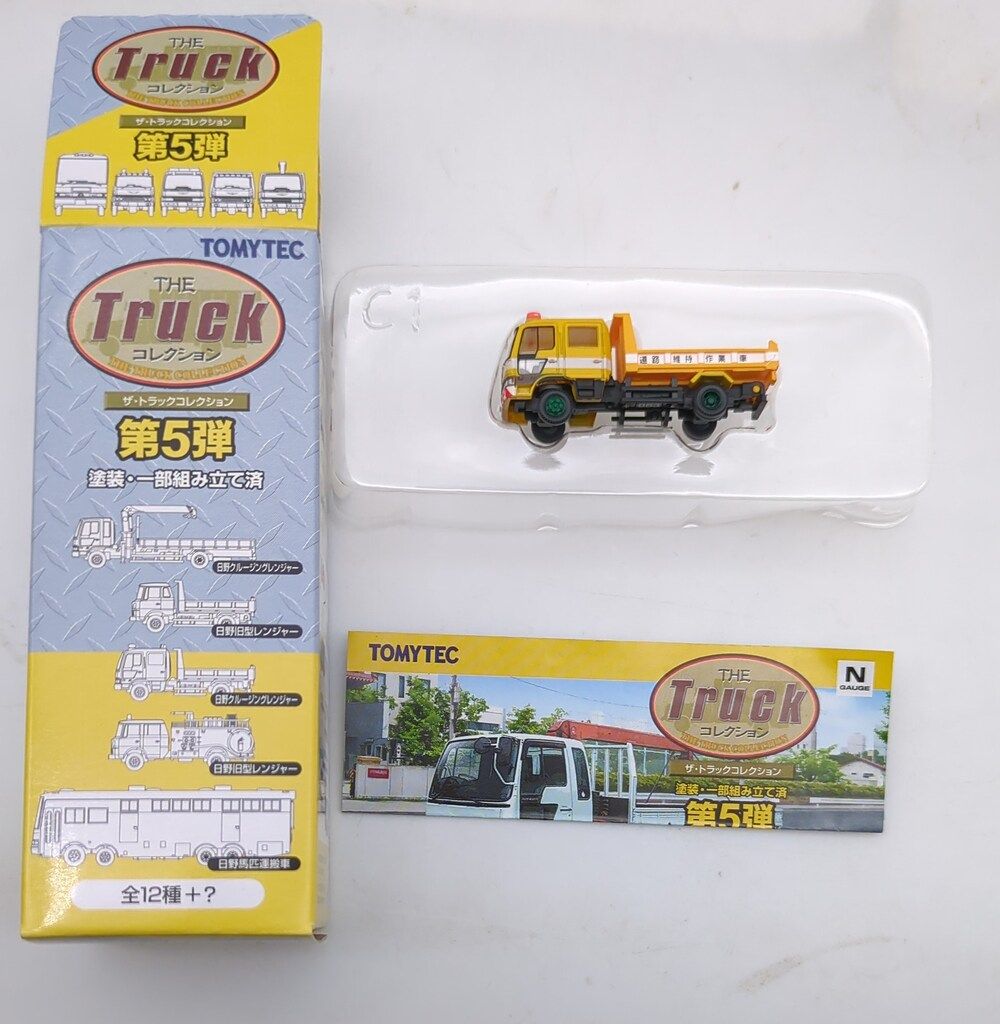 THE
Truck
コレクション
THE TRUCK COLLECTION
ザ・トラックコレクション
第5弾
TOMYTEC
THE
Truck
コレクション
THE TRUCK COLLECTION
ザ・トラックコレクション
第5弾
塗装・一部組み立て済
日野クルージングレンジャー
日野旧型レンジャー
日野クルージングレンジャー
日野旧型レンジャー
日野馬匹運搬車
全12種＋?
C1
道路 維持 作業 車
TOMYTEC
N
GAUGE
THE
Truck
コレクション
THE TRUCK COLLECTION
ザ・トラックコレクション
塗装・一部組み立て済
第5弾